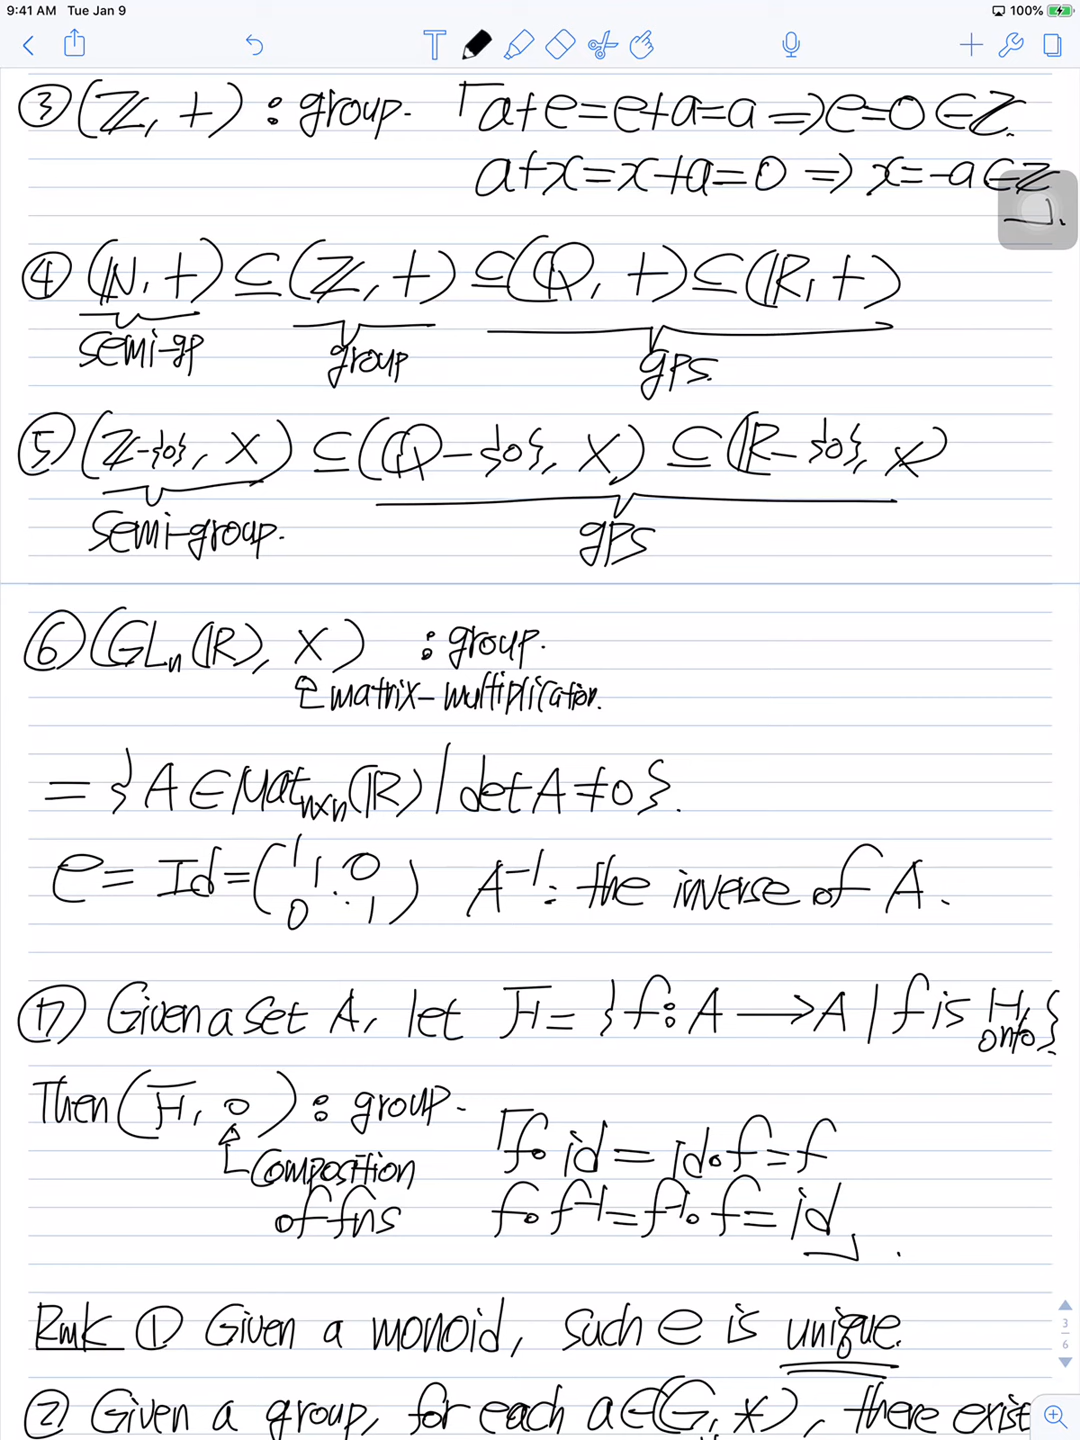 9:41 AM Tue Jan 9 100%
③ (ℤ, +) : group. ⌈a+e=e+a=a ⇒ e=0∈ℤ.
a+x=x+a=0 ⇒ x=-a∈ℤ ⌋.
④ (ℕ, +) ⊆ (ℤ, +) ⊆ (ℚ, +) ⊆ (ℝ, +)
semi-gp group gps.
⑤ (ℤ-{0}, ×) ⊆ (ℚ-{0}, ×) ⊆ (ℝ-{0}, ×)
semi-group. gps
⑥ (GLₙ(ℝ), ×) : group.
matrix-multiplication.
= {A∈Matₙₓₙ(ℝ) | det A ≠ 0}.
e = Id = (1 1 0 0 ⋱ 1) A⁻¹: the inverse of A.
⑦ Given a set A, let F = {f: A → A | f is 1-1, onto}.
Then (F, ∘) : group.
composition
of fns
⌈f∘id = id∘f = f
f∘f⁻¹ = f⁻¹∘f = id⌋.
Rmk ① Given a monoid, such e is unique.
② Given a group, for each a∈(G, ×), there exist
3
6